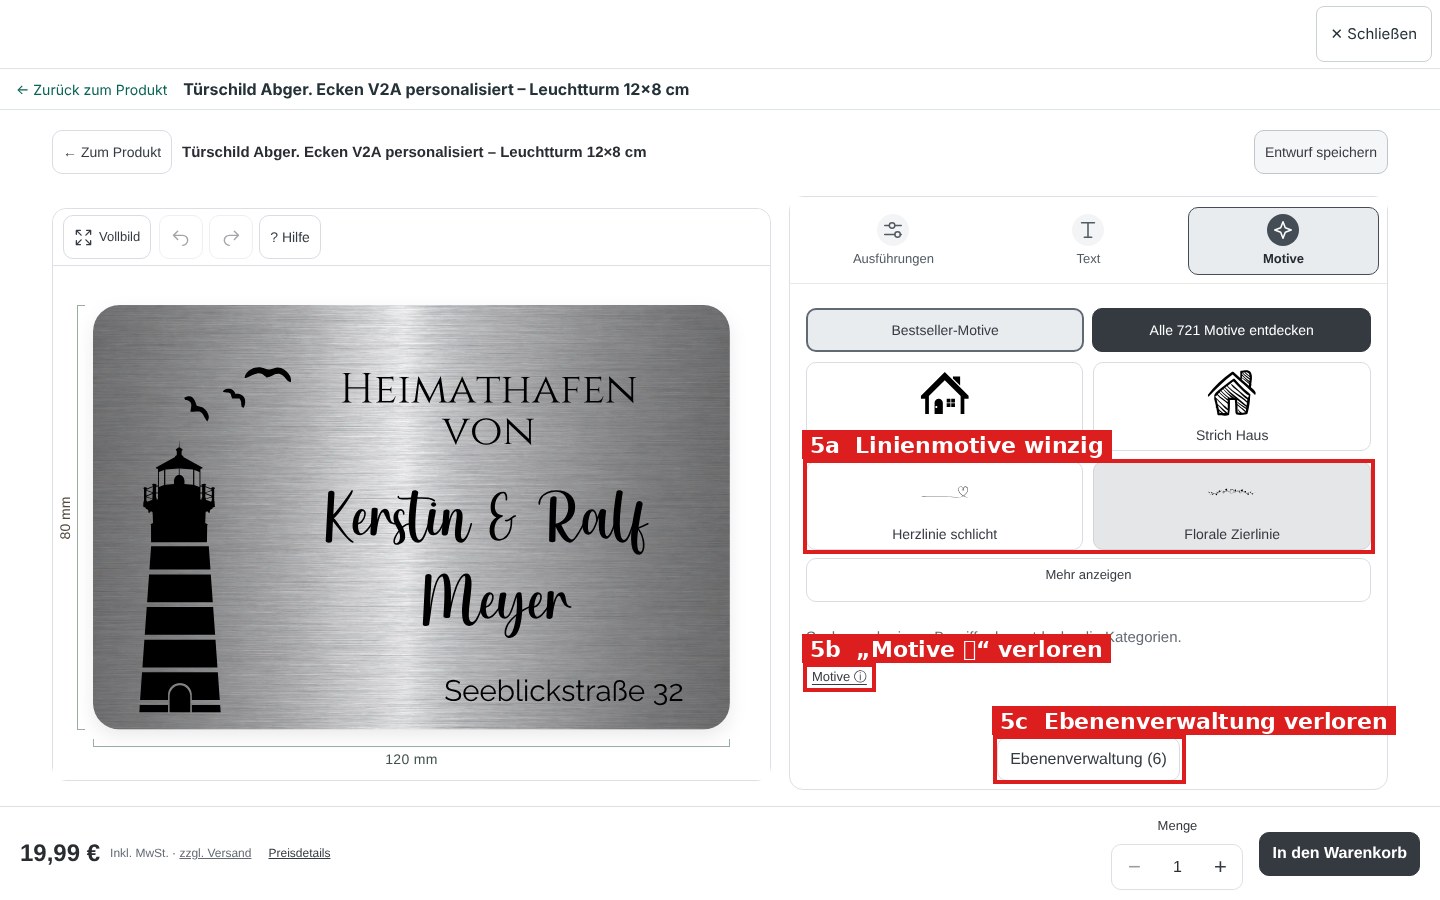 ✕ Schließen
← Zurück zum Produkt Türschild Abger. Ecken V2A personalisiert – Leuchtturm 12×8 cm
← Zum Produkt Türschild Abger. Ecken V2A personalisiert – Leuchtturm 12×8 cm
Entwurf speichern
Vollbild
? Hilfe
Ausführungen
Text
Motive
Bestseller-Motive
Alle 721 Motive entdecken
Heimathafen
von
Kerstin & Ralf
Meyer
Seeblickstraße 32
80 mm
120 mm
Strich Haus
5a Linienmotive winzig
Herzlinie schlicht
Florale Zierlinie
Mehr anzeigen
Kategorien.
5b „Motive ▯“ verloren
Motive ⓘ
5c Ebenenverwaltung verloren
Ebenenverwaltung (6)
19,99 € Inkl. MwSt. · zzgl. Versand Preisdetails
Menge
− 1 +
In den Warenkorb